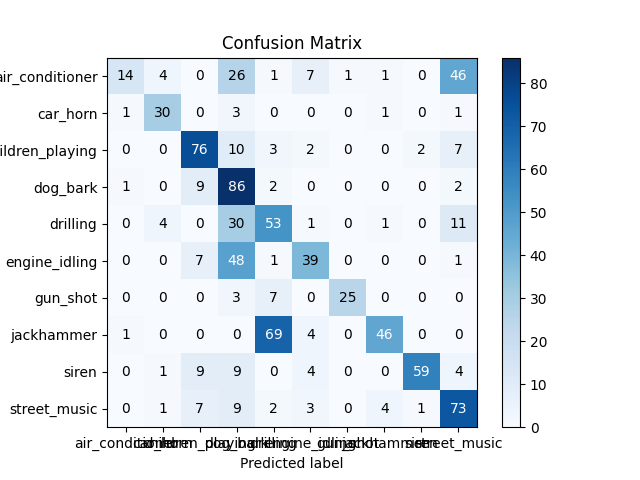 Confusion Matrix
air_conditioner 14 4 0 26 1 7 1 1 0 46
car_horn 1 30 0 3 0 0 0 1 0 1
ildren_playing 0 0 76 10 3 2 0 0 2 7
dog_bark 1 0 9 86 2 0 0 0 0 2
drilling 0 4 0 30 53 1 0 1 0 11
engine_idling 0 0 7 48 1 39 0 0 0 1
gun_shot 0 0 0 3 7 0 25 0 0 0
jackhammer 1 0 0 0 69 4 0 46 0 0
siren 0 1 9 9 0 4 0 0 59 4
street_music 0 1 7 9 2 3 0 4 1 73
street_music
Predicted label
80
70
60
50
40
30
20
10
0